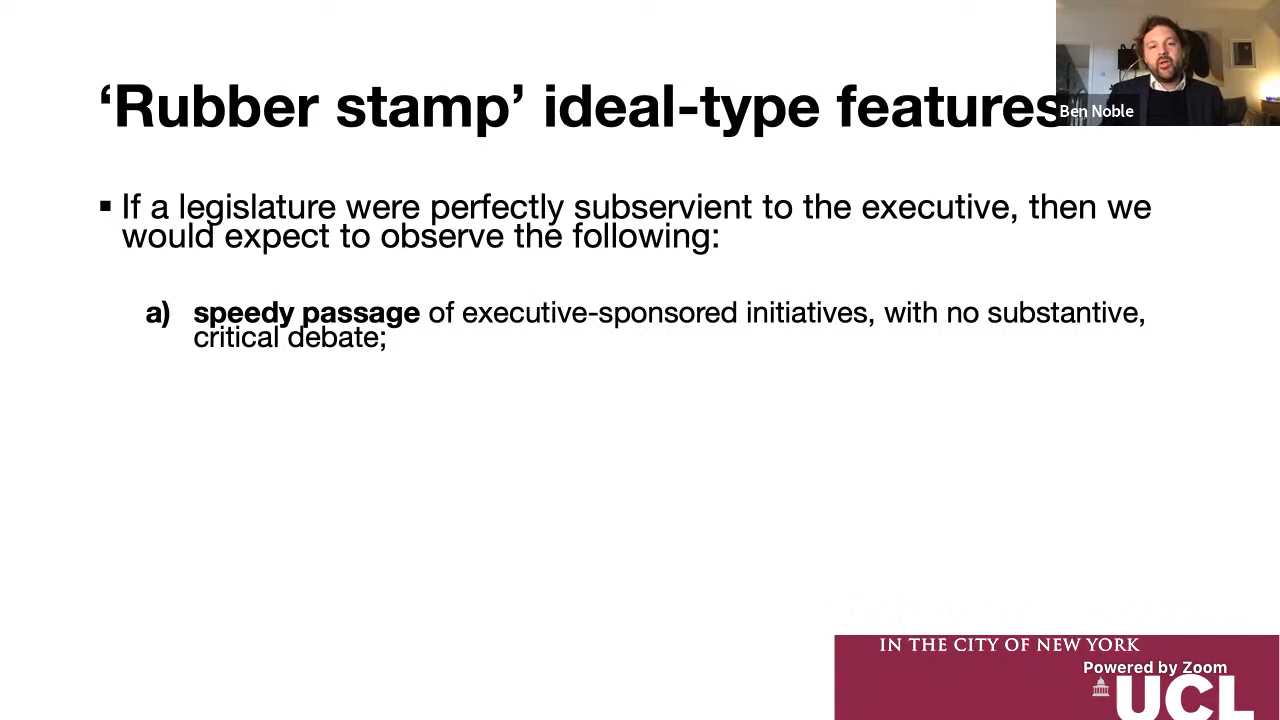 ‘Rubber stamp’ ideal-type features
Ben Noble
▪ If a legislature were perfectly subservient to the executive, then we
would expect to observe the following:
a) speedy passage of executive-sponsored initiatives, with no substantive,
critical debate;
IN THE CITY OF NEW YORK
Powered by Zoom
UCL